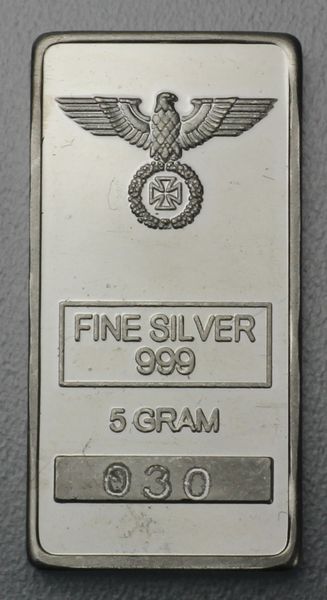 FINE SILVER
999
5 GRAM
030